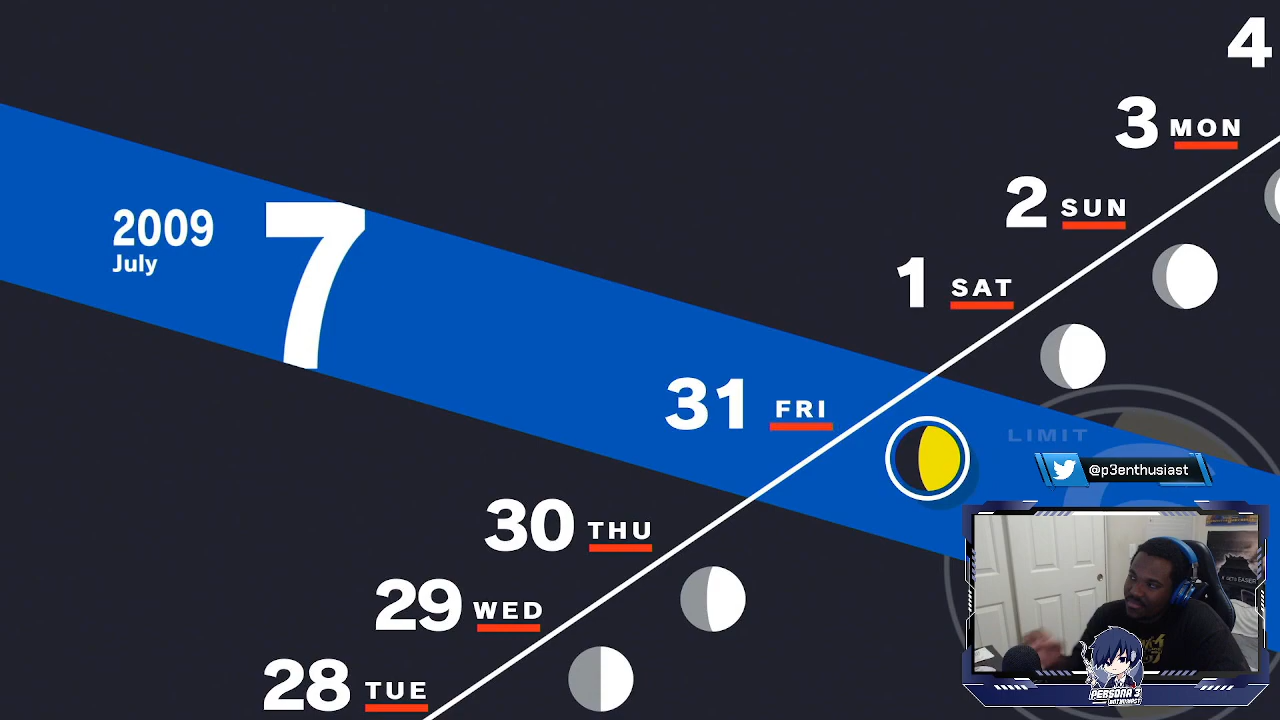 4
3 MON
2 SUN
1 SAT
2009
July
7
31 FRI
LIMIT
@p3enthusiast
30 THU
29 WED
28 TUE
PERSONA 3
ENTHUSIAST